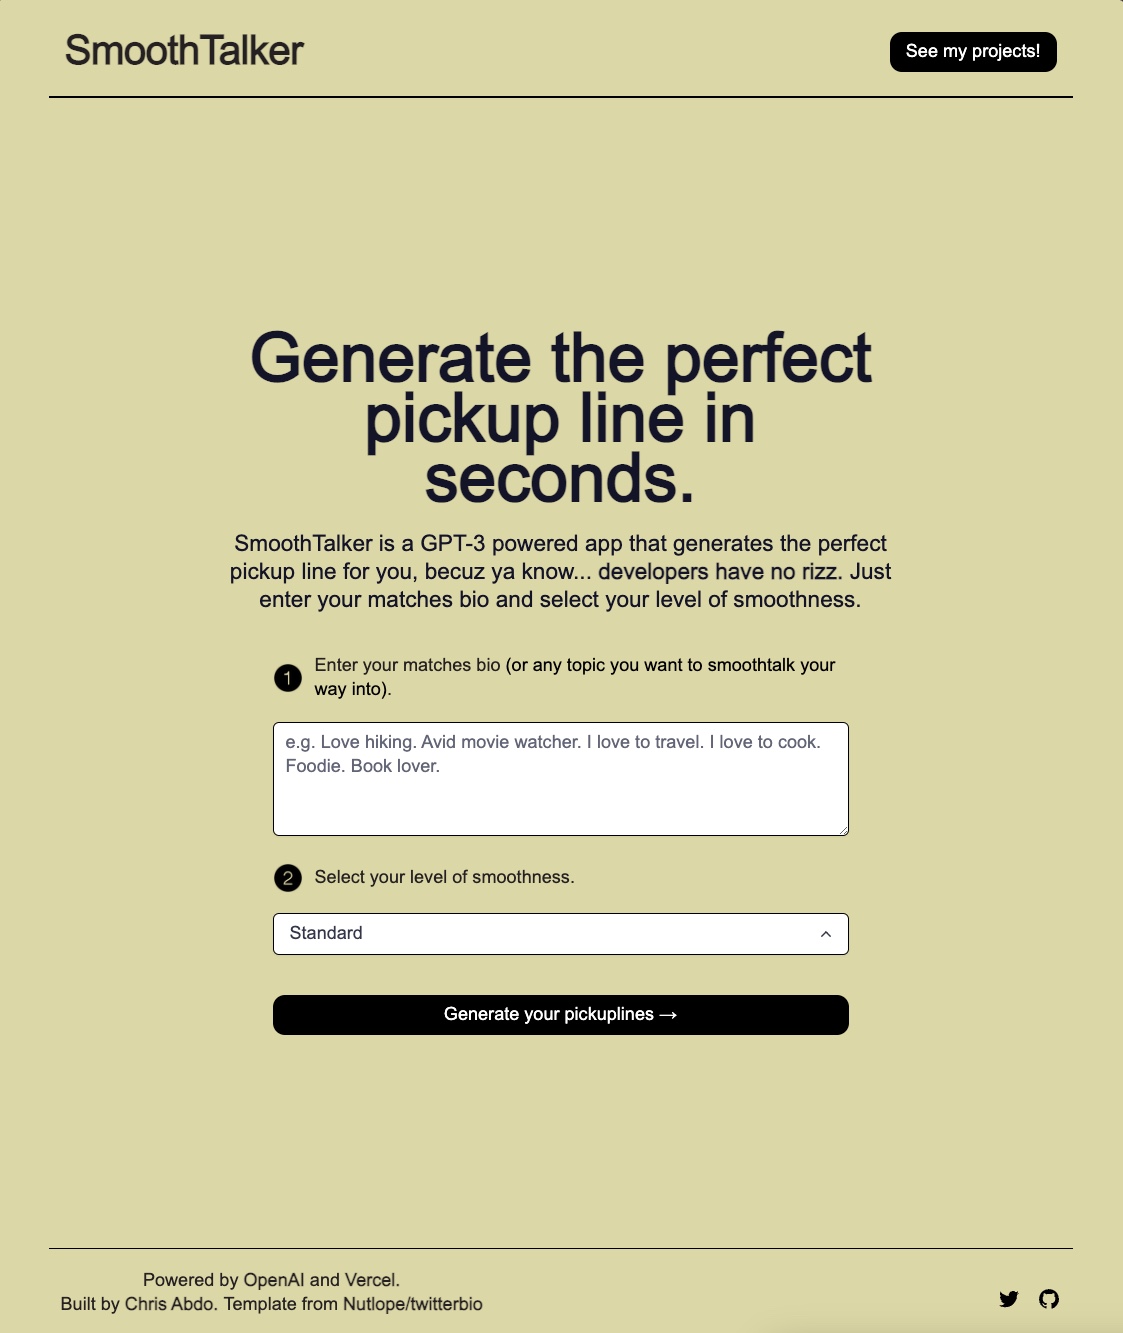 SmoothTalker
See my projects!
Generate the perfect
pickup line in
seconds.
SmoothTalker is a GPT-3 powered app that generates the perfect
pickup line for you, becuz ya know... developers have no rizz. Just
enter your matches bio and select your level of smoothness.
1 Enter your matches bio (or any topic you want to smoothtalk your
way into).
e.g. Love hiking. Avid movie watcher. I love to travel. I love to cook.
Foodie. Book lover.
2 Select your level of smoothness.
Standard
Generate your pickuplines →
Powered by OpenAI and Vercel.
Built by Chris Abdo. Template from Nutlope/twitterbio